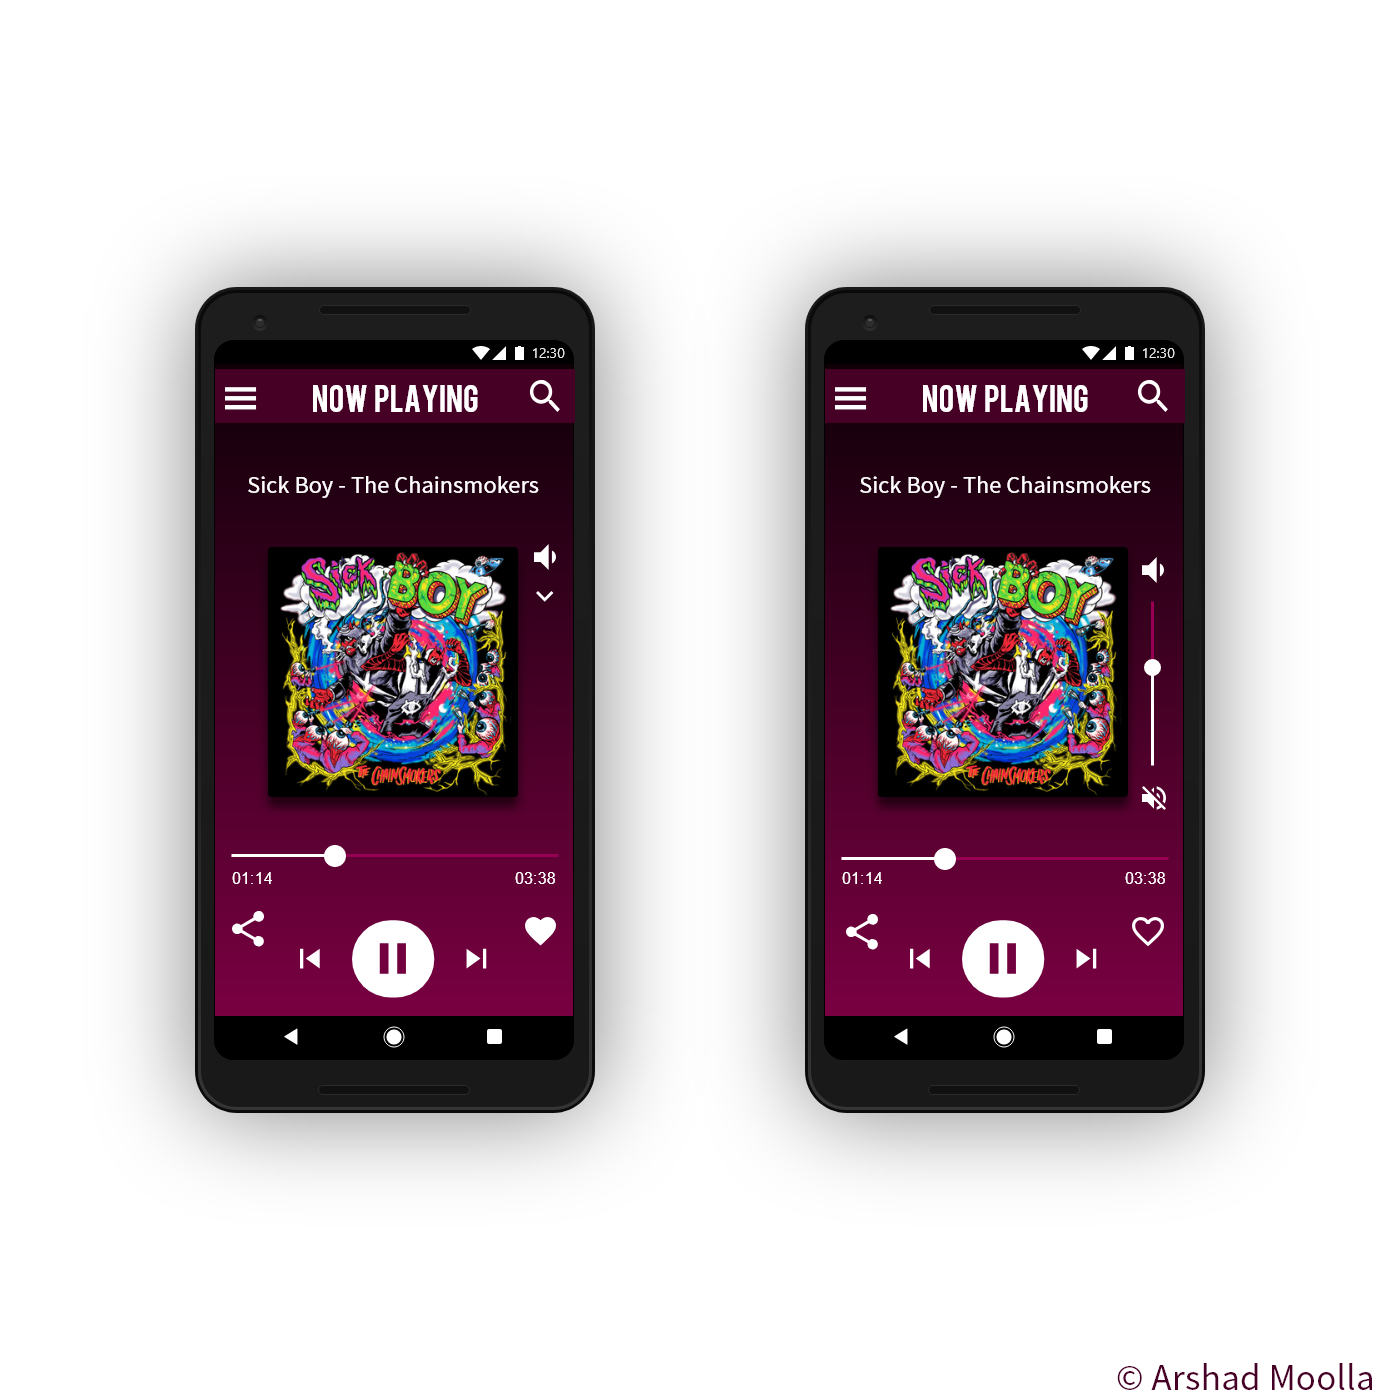 12:30
NOW PLAYING
Sick Boy - The Chainsmokers
SICK BOY
THE CHAINSMOKERS
01:14 03:38
12:30
NOW PLAYING
Sick Boy - The Chainsmokers
SICK BOY
THE CHAINSMOKERS
01:14 03:38
© Arshad Moolla